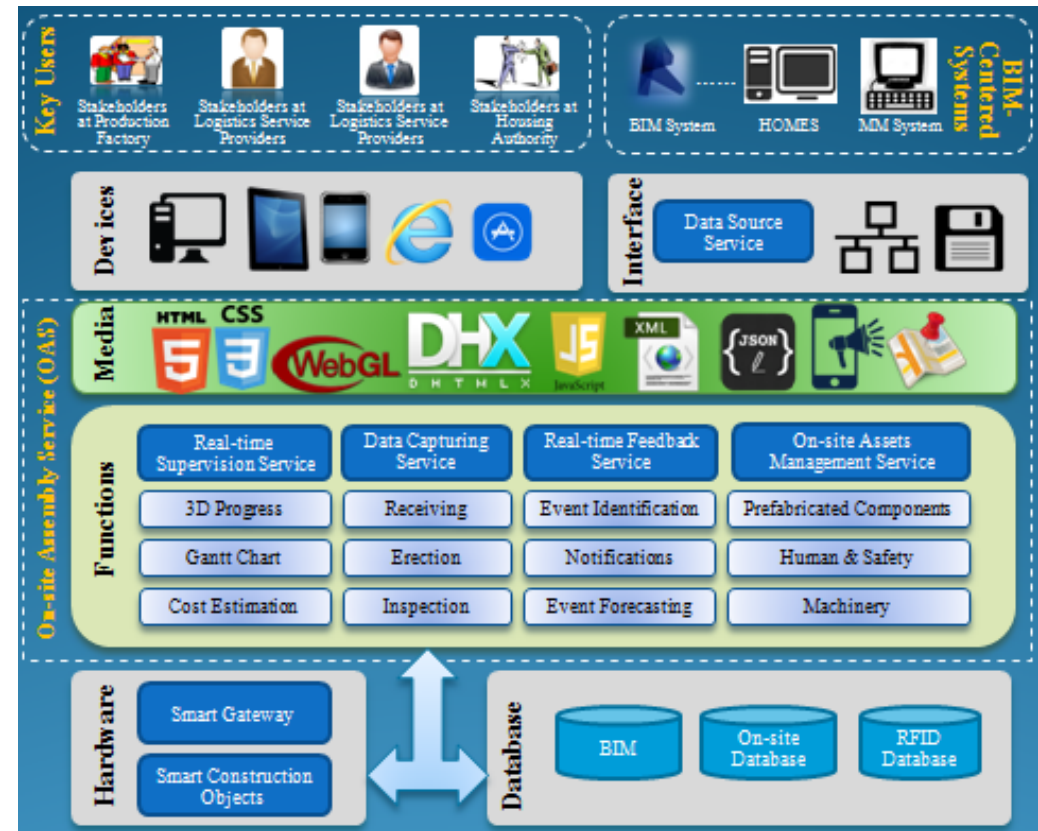 Key Users
Stakeholders
at Production
Factory
Stakeholders at
Logistics Service
Providers
Stakeholders at
Logistics Service
Providers
Stakeholders at
Housing
Authority
BIM System
HOMES
MM System
BIM-
Centered
Systems
Devices
Interface
Data Source
Service
On-site Assembly Service (OAS)
Media
HTML
5
CSS
3
WebGL
DHX
DHTMLX
JS
JavaScript
XML
{JSON}
Functions
Real-time
Supervision Service
3D Progress
Gantt Chart
Cost Estimation
Data Capturing
Service
Receiving
Erection
Inspection
Real-time Feedback
Service
Event Identification
Notifications
Event Forecasting
On-site Assets
Management Service
Prefabricated Components
Human & Safety
Machinery
Hardware
Smart Gateway
Smart Construction
Objects
Database
BIM
On-site
Database
RFID
Database